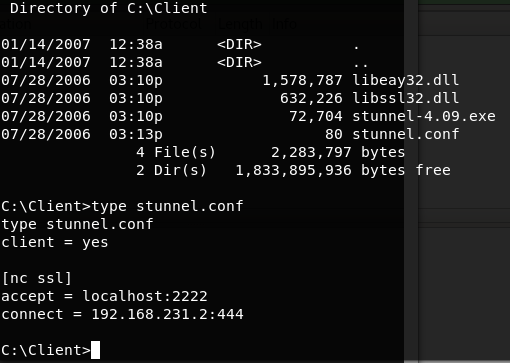 Directory of C:\Client
01/14/2007  12:38a      <DIR>          .
01/14/2007  12:38a      <DIR>          ..
07/28/2006  03:10p           1,578,787 libeay32.dll
07/28/2006  03:10p             632,226 libssl32.dll
07/28/2006  03:10p              72,704 stunnel-4.09.exe
07/28/2006  03:13p                  80 stunnel.conf
4 File(s)      2,283,797 bytes
2 Dir(s)   1,833,895,936 bytes free
C:\Client>type stunnel.conf
type stunnel.conf
client = yes
[nc ssl]
accept = localhost:2222
connect = 192.168.231.2:444
C:\Client>